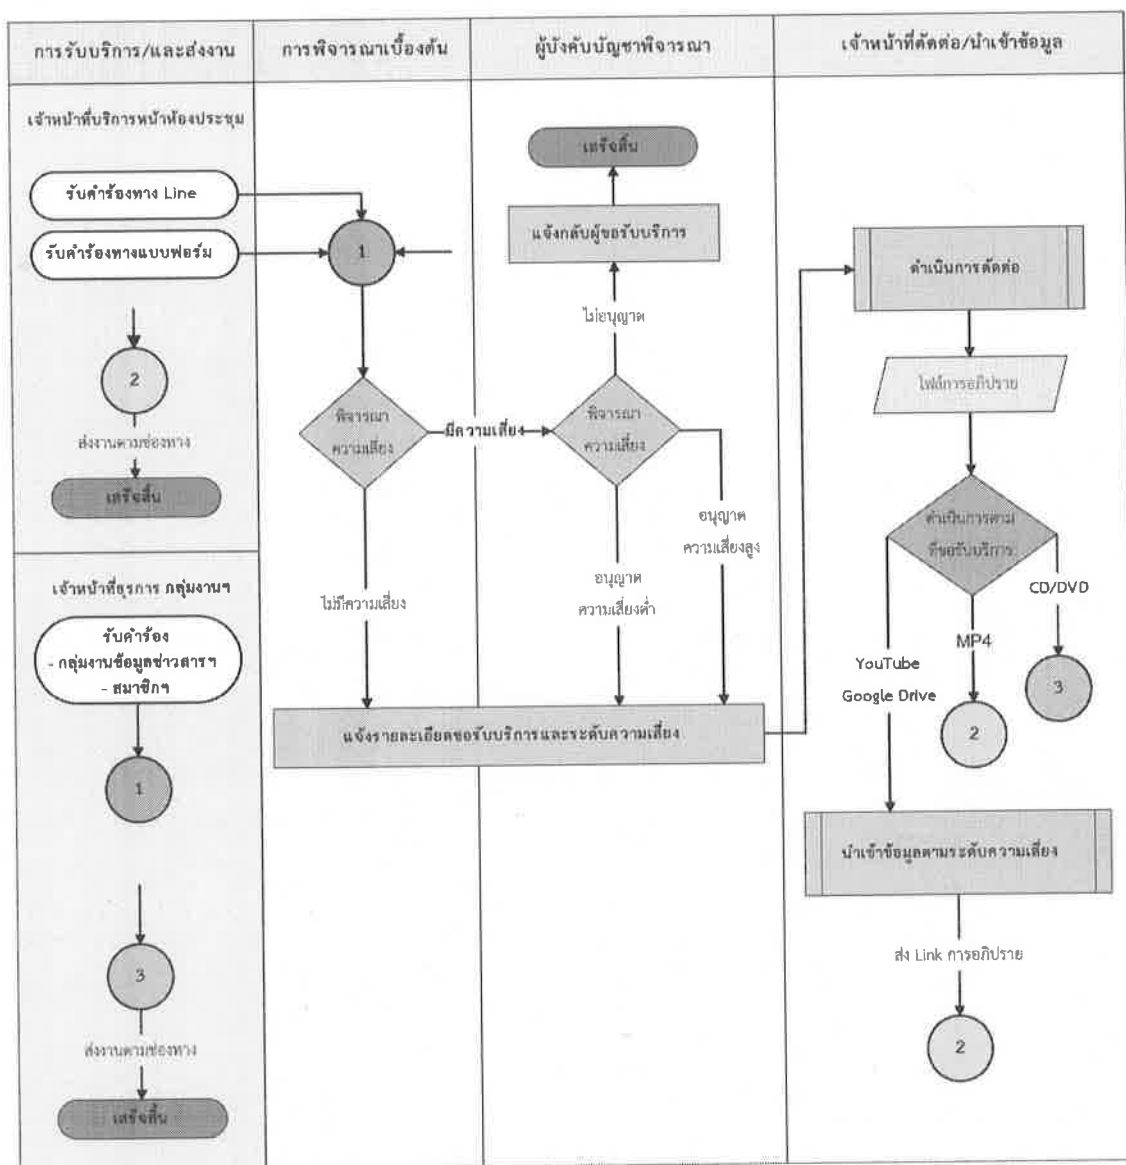 การรับบริการ/และส่งงาน
การพิจารณาเบื้องต้น
ผู้บังคับบัญชาพิจารณา
เจ้าหน้าที่ตัดต่อ/นำเข้าข้อมูล
เจ้าหน้าที่บริการหน้าห้องประชุม
รับคำร้องทาง Line
รับคำร้องทางแบบฟอร์ม
2
ส่งงานตามช่องทาง
เสร็จสิ้น
เจ้าหน้าที่ธุรการ กลุ่มงานฯ
รับคำร้อง
- กลุ่มงานข้อมูลข่าวสารฯ
- สมาชิกฯ
1
3
ส่งงานตามช่องทาง
เสร็จสิ้น
1
พิจารณา
ความเสี่ยง
มีความเสี่ยง
ไม่มีความเสี่ยง
เสร็จสิ้น
แจ้งกลับผู้ขอรับบริการ
ไม่อนุญาต
พิจารณา
ความเสี่ยง
อนุญาต
ความเสี่ยงสูง
อนุญาต
ความเสี่ยงต่ำ
แจ้งรายละเอียดขอรับบริการและระดับความเสี่ยง
ดำเนินการตัดต่อ
ไฟล์การอภิปราย
ดำเนินการตาม
ที่ขอรับบริการ
CD/DVD
MP4
YouTube
Google Drive
3
2
นำเข้าข้อมูลตามระดับความเสี่ยง
ส่ง Link การอภิปราย
2